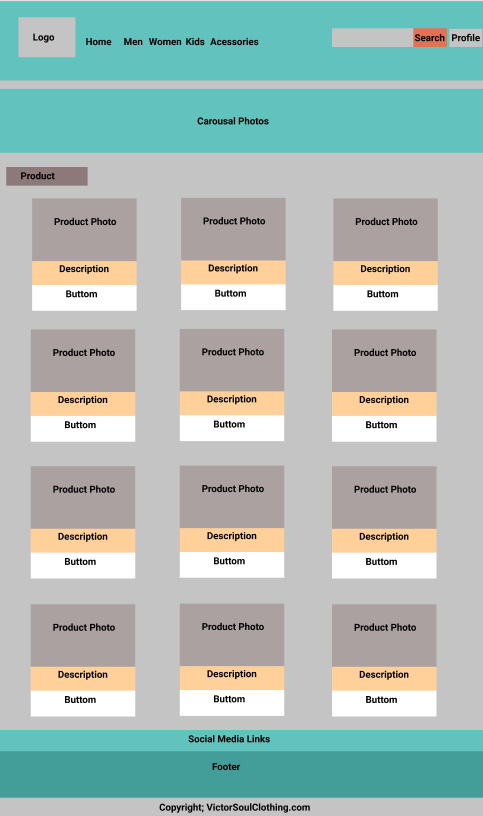 Logo
Home Men Women Kids Acessories
Search Profile
Carousal Photos
Product
Product Photo Product Photo Product Photo
Description Description Description
Buttom Buttom Buttom
Product Photo Product Photo Product Photo
Description Description Description
Buttom Buttom Buttom
Product Photo Product Photo Product Photo
Description Description Description
Buttom Buttom Buttom
Product Photo Product Photo Product Photo
Description Description Description
Buttom Buttom Buttom
Social Media Links
Footer
Copyright; VictorSoulClothing.com